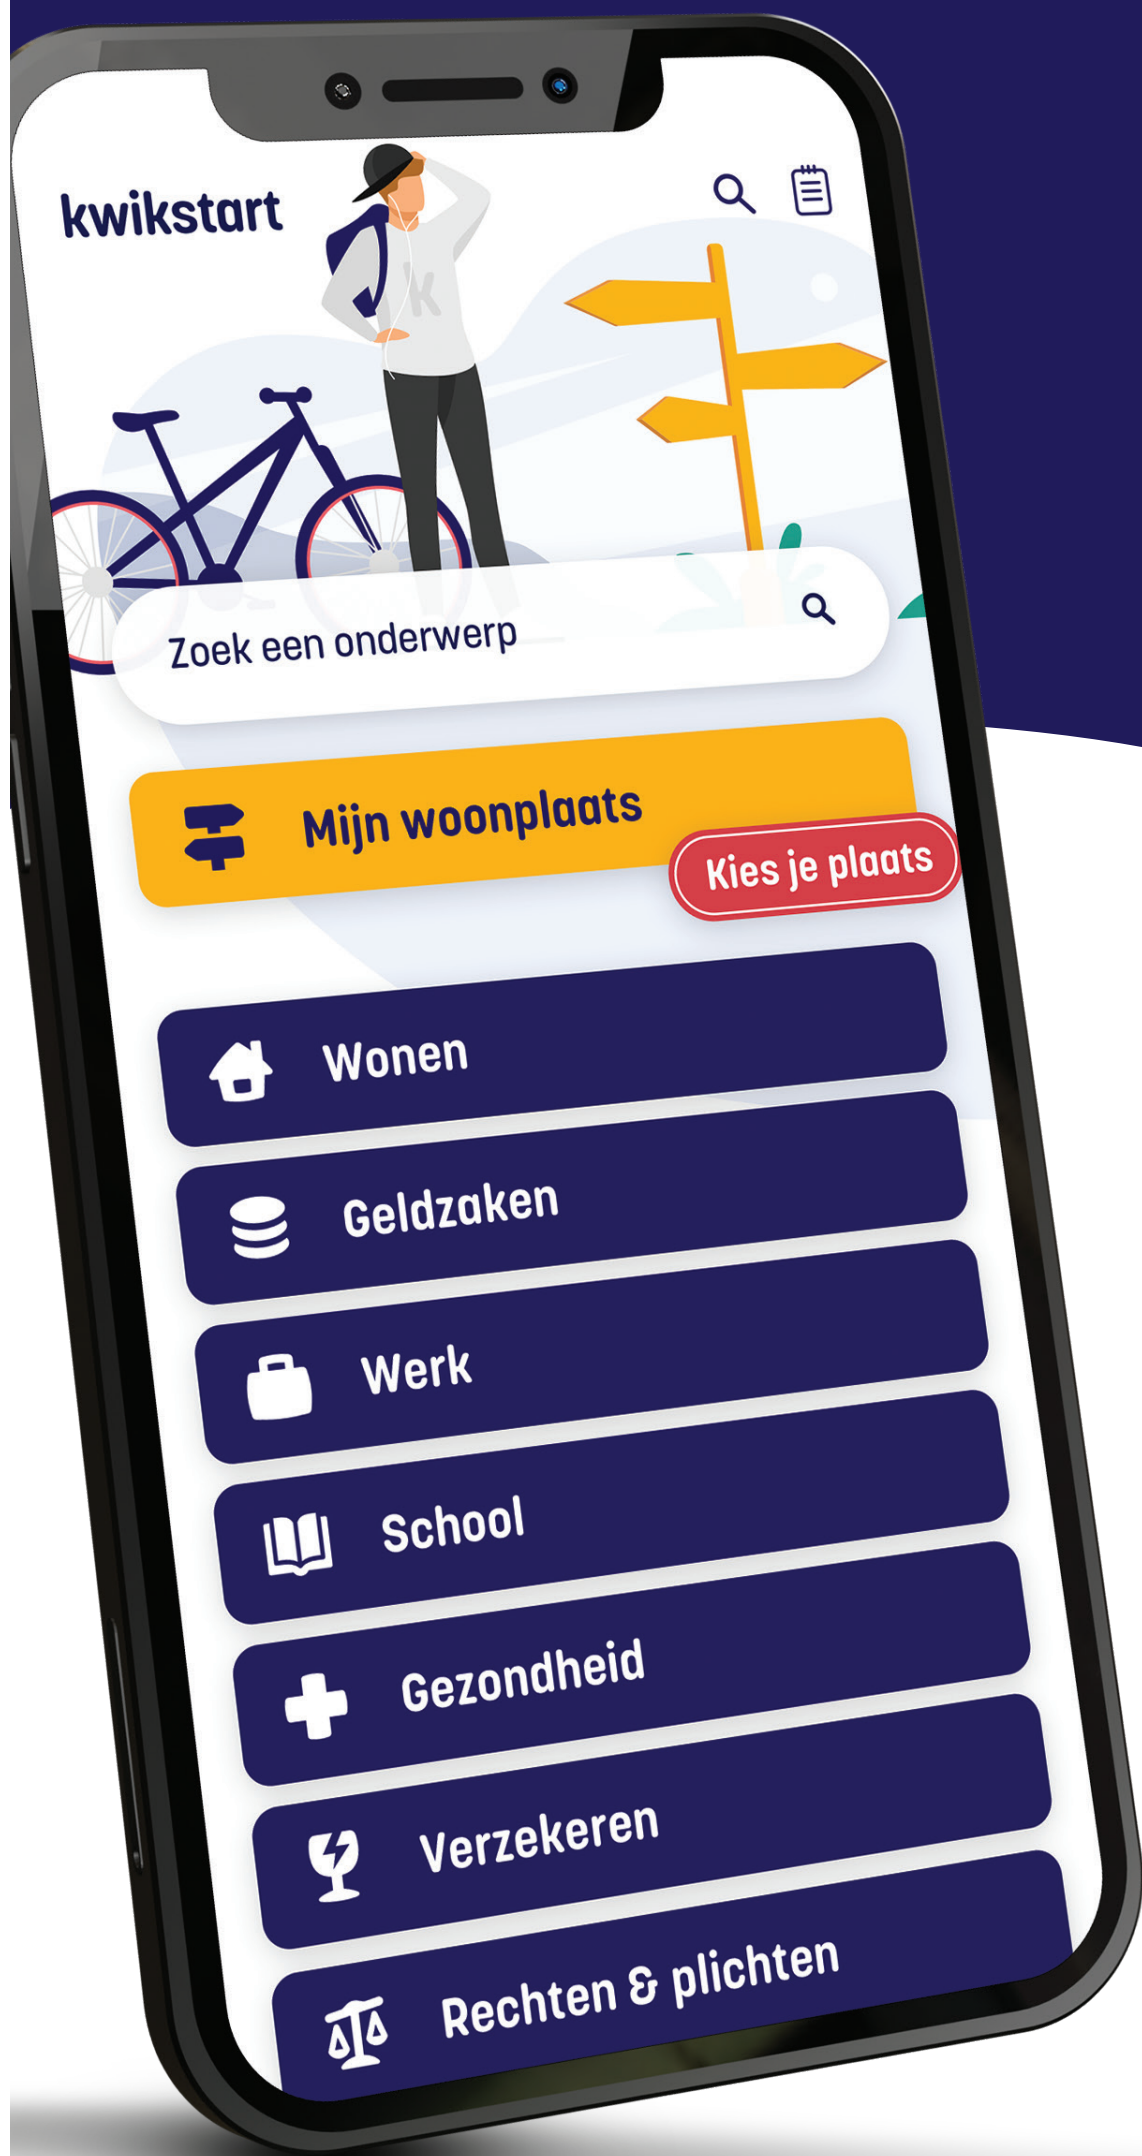 kwikstart
k
Zoek een onderwerp
Mijn woonplaats
Kies je plaats
Wonen
Geldzaken
Werk
School
Gezondheid
Verzekeren
Rechten & plichten